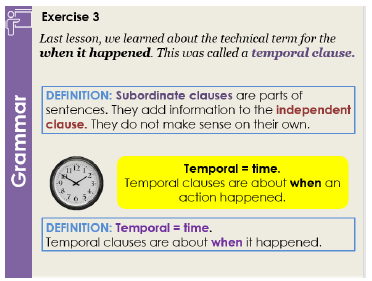 Exercise 3
Last lesson, we learned about the technical term for the
when it happened. This was called a temporal clause.
Grammar
DEFINITION: Subordinate clauses are parts of
sentences. They add information to the independent
clause. They do not make sense on their own.
Temporal = time.
Temporal clauses are about when an
action happened.
DEFINITION: Temporal = time.
Temporal clauses are about when it happened.